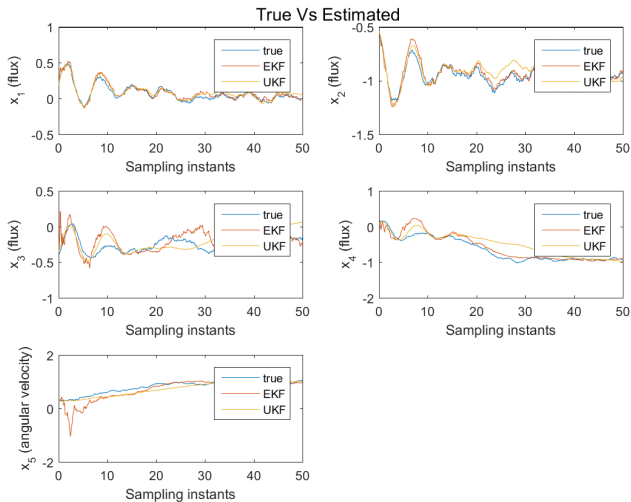 True Vs Estimated
1
0.5
0
-0.5
x1 (flux)
0 10 20 30 40 50
Sampling instants
true
EKF
UKF
-0.5
-1
-1.5
x2 (flux)
0 10 20 30 40 50
Sampling instants
true
EKF
UKF
0.5
0
-0.5
-1
x3 (flux)
0 10 20 30 40 50
Sampling instants
true
EKF
UKF
1
0
-1
-2
x4 (flux)
0 10 20 30 40 50
Sampling instants
true
EKF
UKF
2
0
-2
x5 (angular velocity)
0 10 20 30 40 50
Sampling instants
true
EKF
UKF